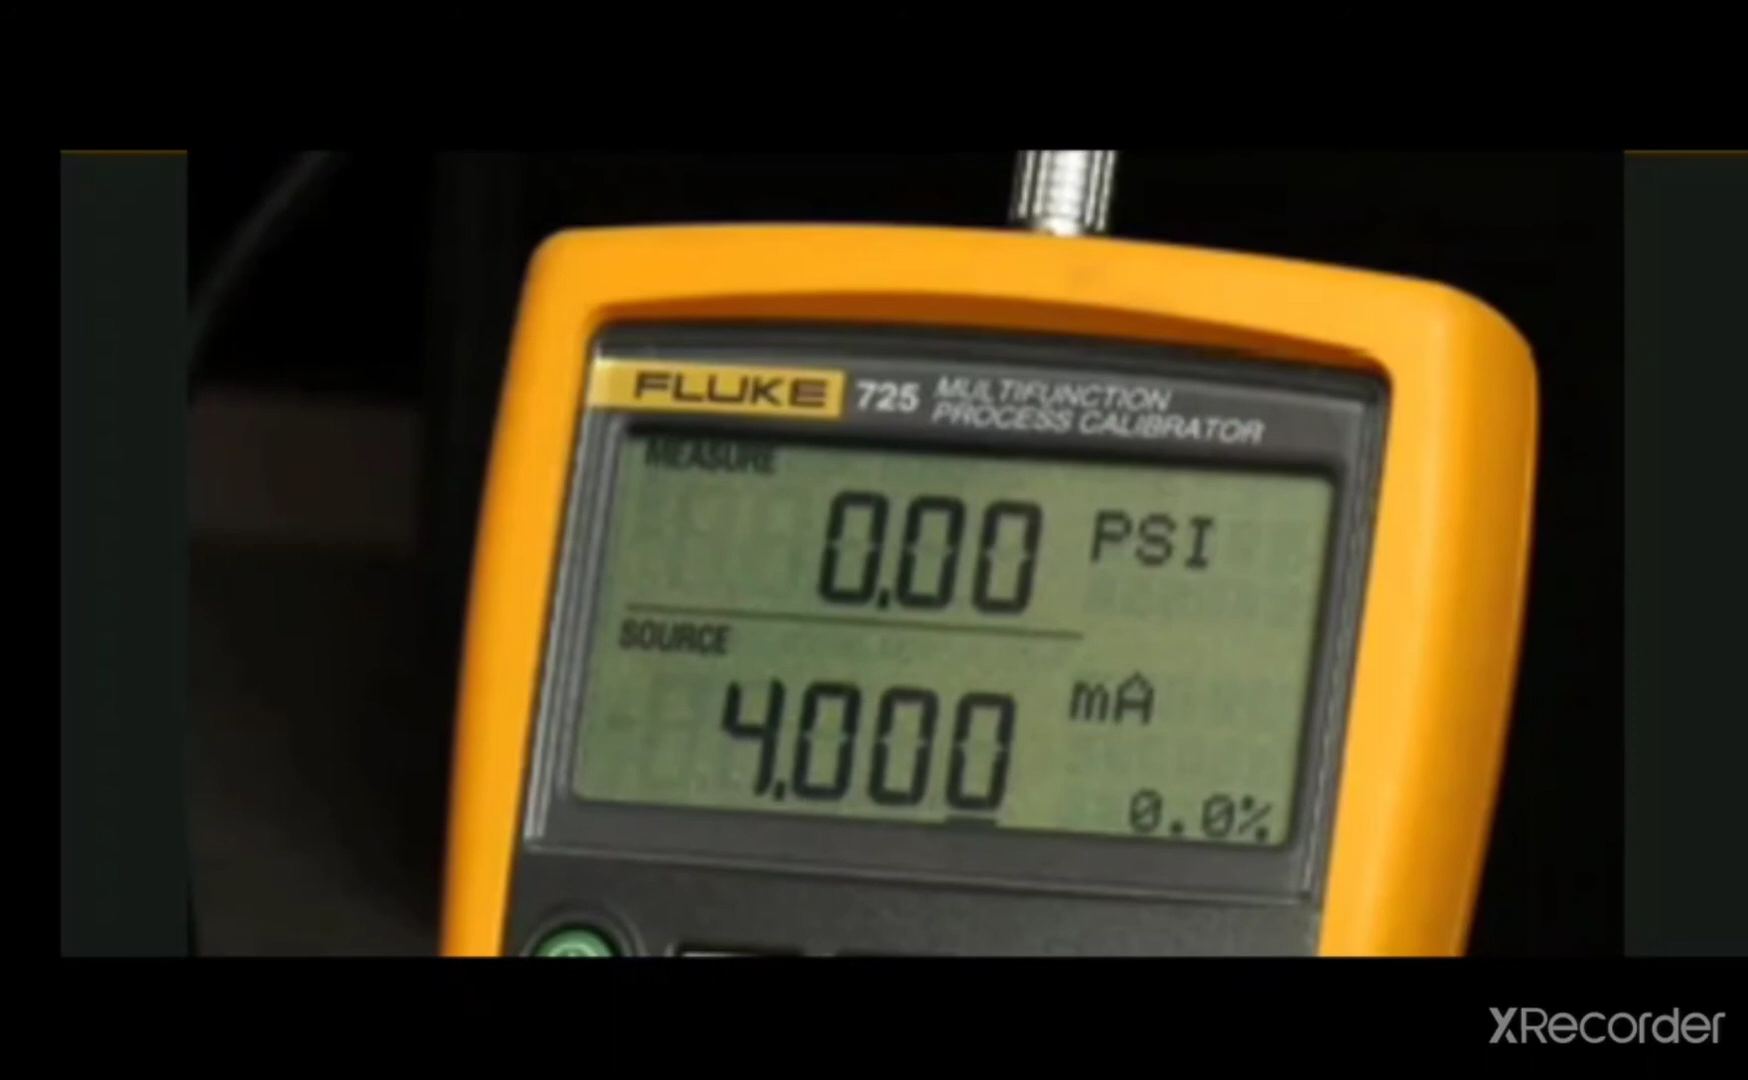 FLUKE 725 MULTIFUNCTION
PROCESS CALIBRATOR
MEASURE
0.00 PSI
SOURCE
4.000 mA
0.0%
XRecorder